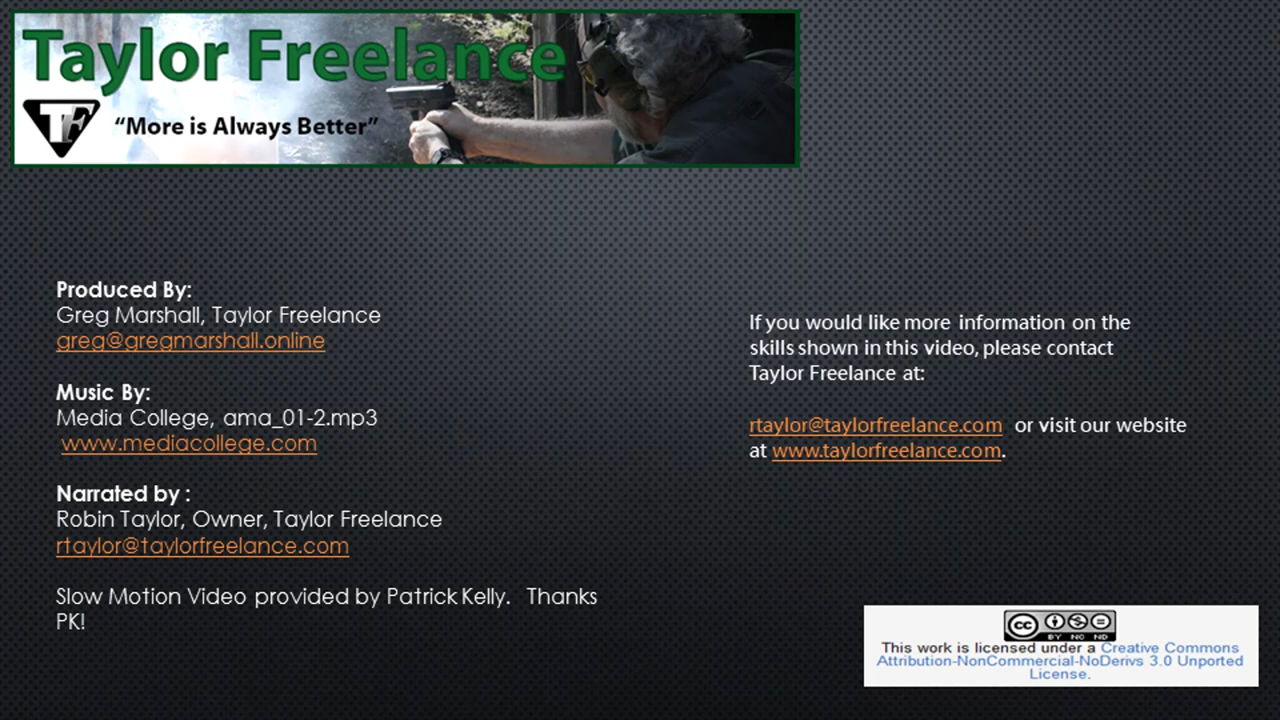 Taylor Freelance
TF
“More is Always Better”
Produced By:
Greg Marshall, Taylor Freelance
greg@gregmarshall.online
Music By:
Media College, ama_01-2.mp3
www.mediacollege.com
Narrated by :
Robin Taylor, Owner, Taylor Freelance
rtaylor@taylorfreelance.com
Slow Motion Video provided by Patrick Kelly. Thanks
PK!
If you would like more information on the
skills shown in this video, please contact
Taylor Freelance at:
rtaylor@taylorfreelance.com or visit our website
at www.taylorfreelance.com.
cc BY NC ND
This work is licensed under a Creative Commons
Attribution-NonCommercial-NoDerivs 3.0 Unported
License.